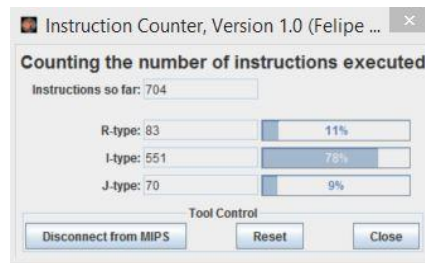 Instruction Counter, Version 1.0 (Felipe ...
Counting the number of instructions executed
Instructions so far: 704
R-type: 83 11%
I-type: 551 78%
J-type: 70 9%
Tool Control
Disconnect from MIPS Reset Close